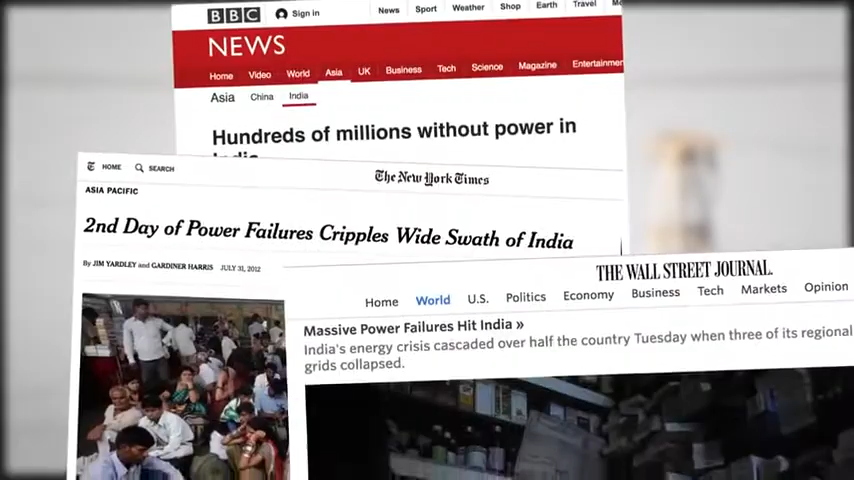 BBC Sign in News Sport Weather Shop Earth Travel
NEWS
Home Video World Asia UK Business Tech Science Magazine
Asia China India
Hundreds of millions without power in
India
HOME SEARCH The New York Times
ASIA PACIFIC
2nd Day of Power Failures Cripples Wide Swath of India
By JIM YARDLEY and GARDINER HARRIS JULY 31, 2012
THE WALL STREET JOURNAL.
Home World U.S. Politics Economy Business Tech Markets Opinion
Massive Power Failures Hit India »
India's energy crisis cascaded over half the country Tuesday when three of its regional
grids collapsed.